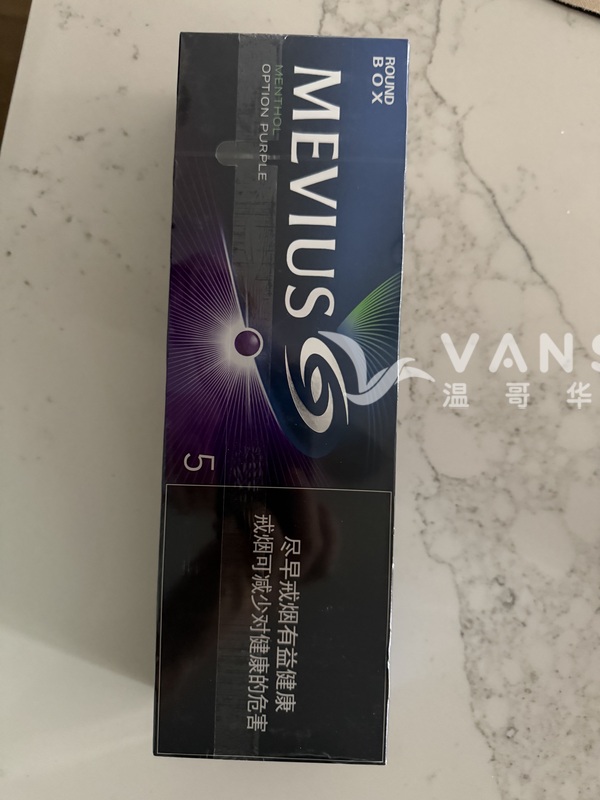 ROUND
BOX
MEVIUS
MENTHOL
OPTION PURPLE
5
尽早戒烟有益健康
戒烟可减少对健康的危害
VANS
温哥华